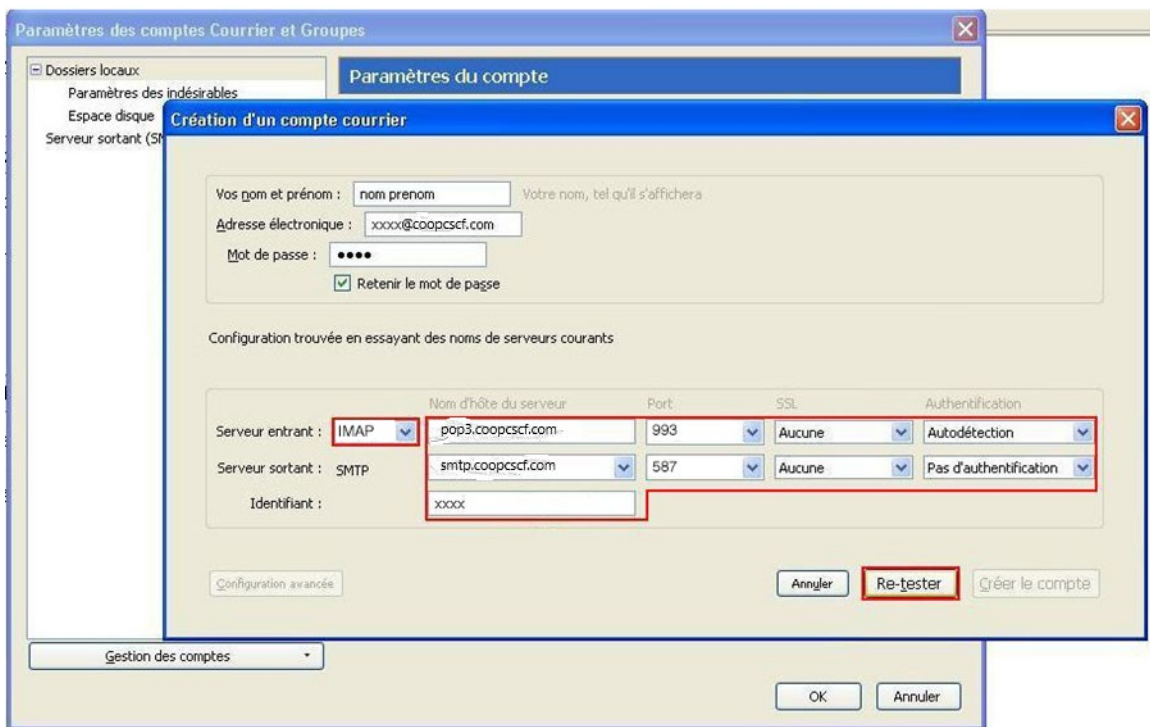 Paramètres des comptes Courrier et Groupes
Dossiers locaux
Paramètres des indésirables
Espace disque
Serveur sortant (SM
Paramètres du compte
Création d'un compte courrier
Vos nom et prénom : nom prenom Votre nom, tel qu'il s'affichera
Adresse électronique : xxxx@coopcscf.com
Mot de passe : ••••
Retenir le mot de passe
Configuration trouvée en essayant des noms de serveurs courants
Nom d'hôte du serveur Port SSL Authentification
Serveur entrant : IMAP pop3.coopcscf.com 993 Aucune Autodétection
Serveur sortant : SMTP smtp.coopcscf.com 587 Aucune Pas d'authentification
Identifiant : xxxx
Configuration avancée Annuler Re-tester Créer le compte
Gestion des comptes
OK Annuler